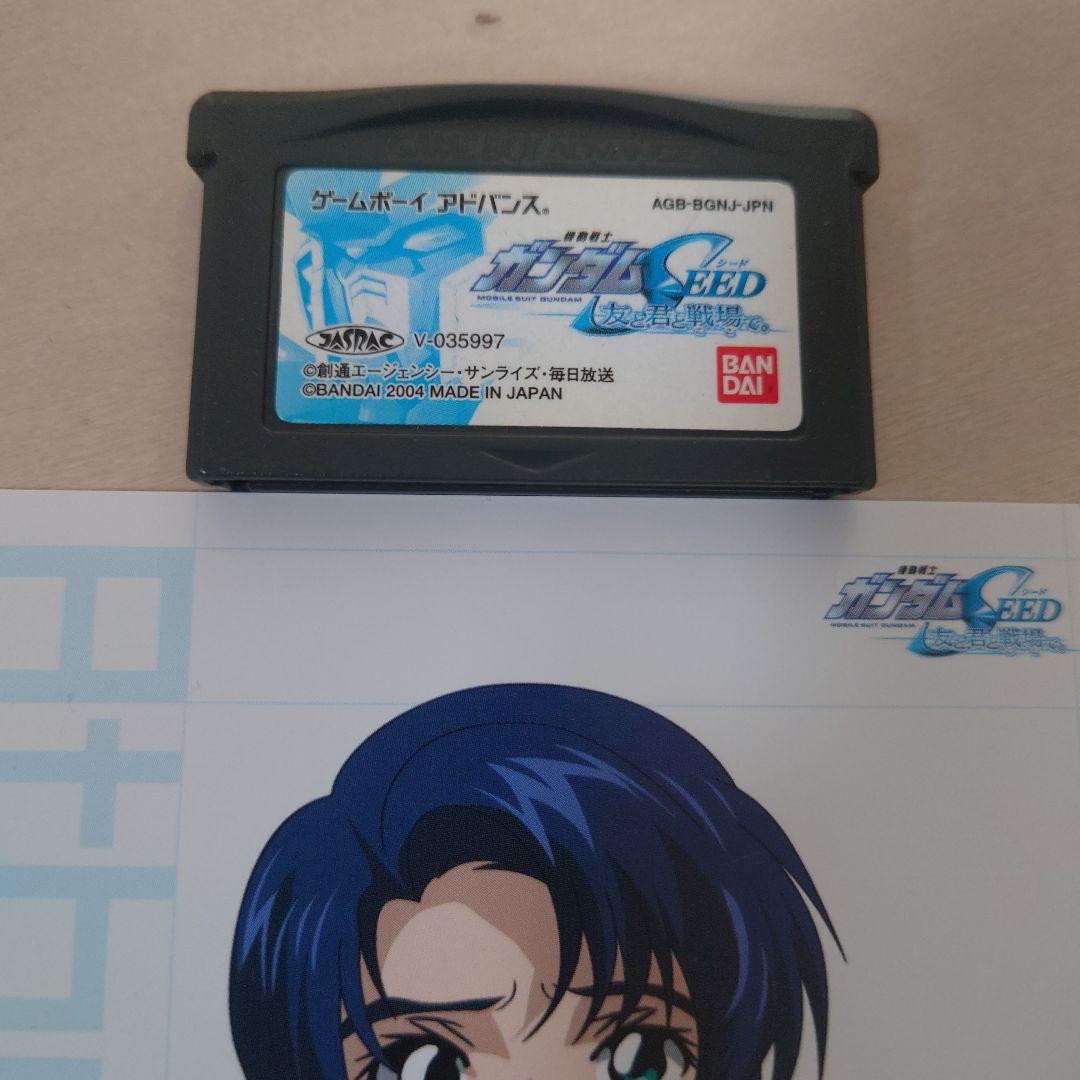 GAME BOY ADVANCE
ゲームボーイ アドバンス®
AGB-BGNJ-JPN
機動戦士
ガンダムSEED
シード
MOBILE SUIT GUNDAM
友と君と戦場で。
JASRAC
V-035997
©創通エージェンシー・サンライズ・毎日放送
©BANDAI 2004 MADE IN JAPAN
BAN
DAI
機動戦士
ガンダムSEED
シード
MOBILE SUIT GUNDAM
友と君と戦場で。